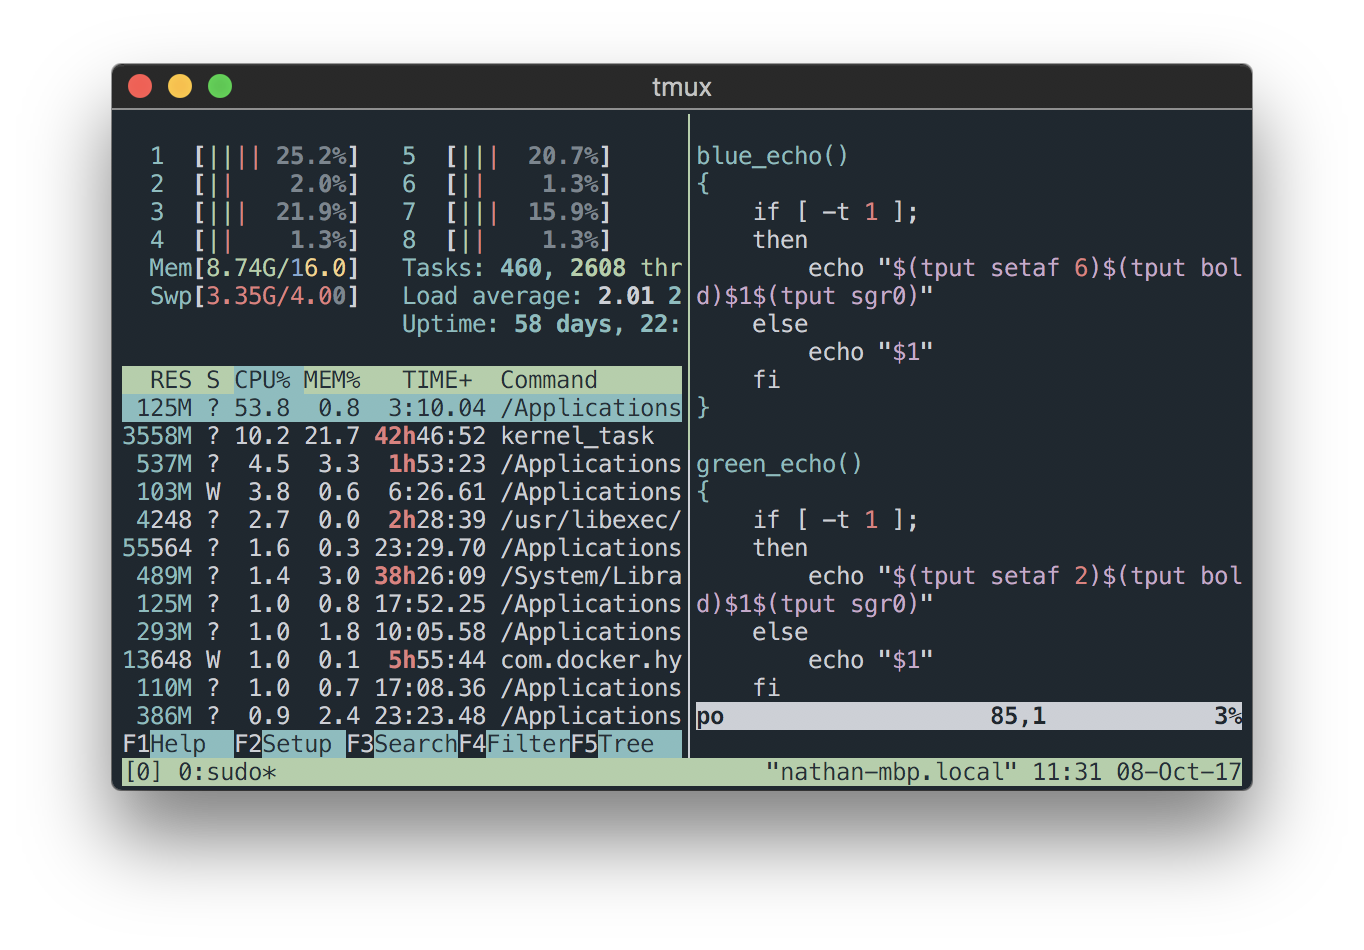 tmux
1 [|||| 25.2%] 5 [||| 20.7%]
2 [|| 2.0%] 6 [|| 1.3%]
3 [||| 21.9%] 7 [||| 15.9%]
4 [|| 1.3%] 8 [|| 1.3%]
Mem[8.74G/16.0] Tasks: 460, 2608 thr
Swp[3.35G/4.00] Load average: 2.01 2
Uptime: 58 days, 22:
RES S CPU% MEM% TIME+ Command
125M ? 53.8 0.8 3:10.04 /Applications
3558M ? 10.2 21.7 42h46:52 kernel_task
537M ? 4.5 3.3 1h53:23 /Applications
103M W 3.8 0.6 6:26.61 /Applications
4248 ? 2.7 0.0 2h28:39 /usr/libexec/
55564 ? 1.6 0.3 23:29.70 /Applications
489M ? 1.4 3.0 38h26:09 /System/Libra
125M ? 1.0 0.8 17:52.25 /Applications
293M ? 1.0 1.8 10:05.58 /Applications
13648 W 1.0 0.1 5h55:44 com.docker.hy
110M ? 1.0 0.7 17:08.36 /Applications
386M ? 0.9 2.4 23:23.48 /Applications
F1Help F2Setup F3SearchF4FilterF5Tree
blue_echo()
{
    if [ -t 1 ];
    then
        echo "$(tput setaf 6)$(tput bol
d)$1$(tput sgr0)"
    else
        echo "$1"
    fi
}
green_echo()
{
    if [ -t 1 ];
    then
        echo "$(tput setaf 2)$(tput bol
d)$1$(tput sgr0)"
    else
        echo "$1"
    fi
po 85,1 3%
[0] 0:sudo* "nathan-mbp.local" 11:31 08-Oct-17